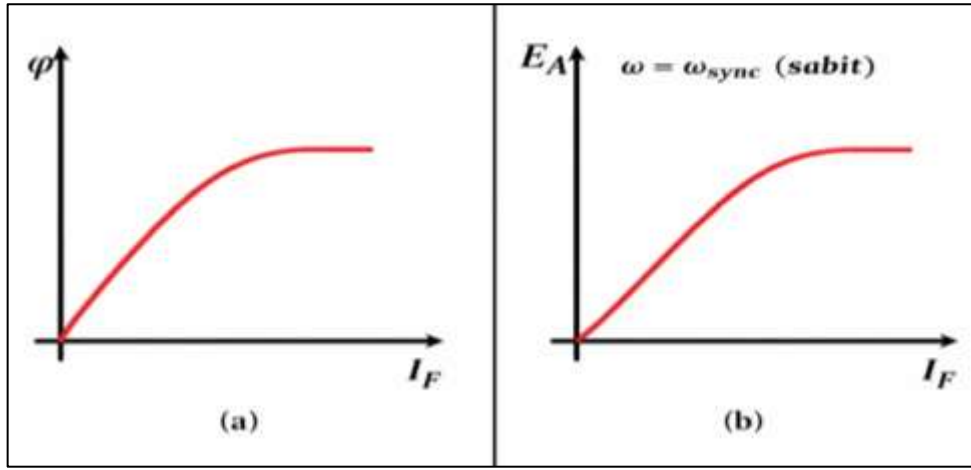 φ
I_F
(a)
E_A
ω = ω_sync (sabit)
I_F
(b)